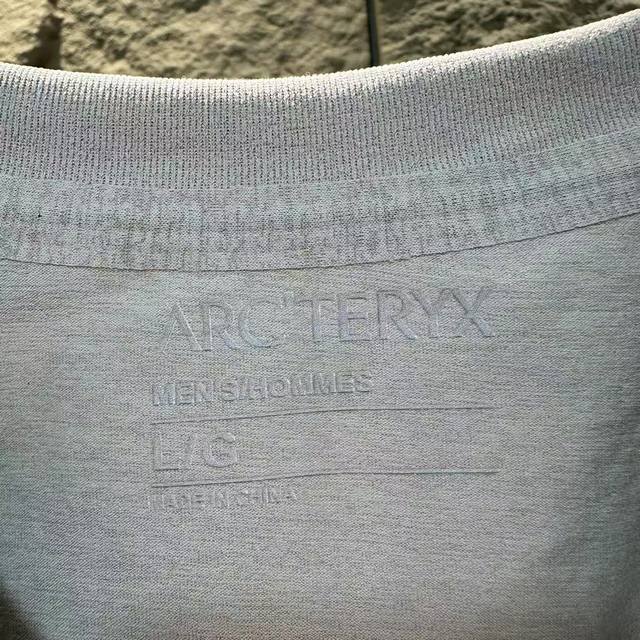 ARC'TERYX
MEN'S/HOMMES
L/G
MADE IN CHINA